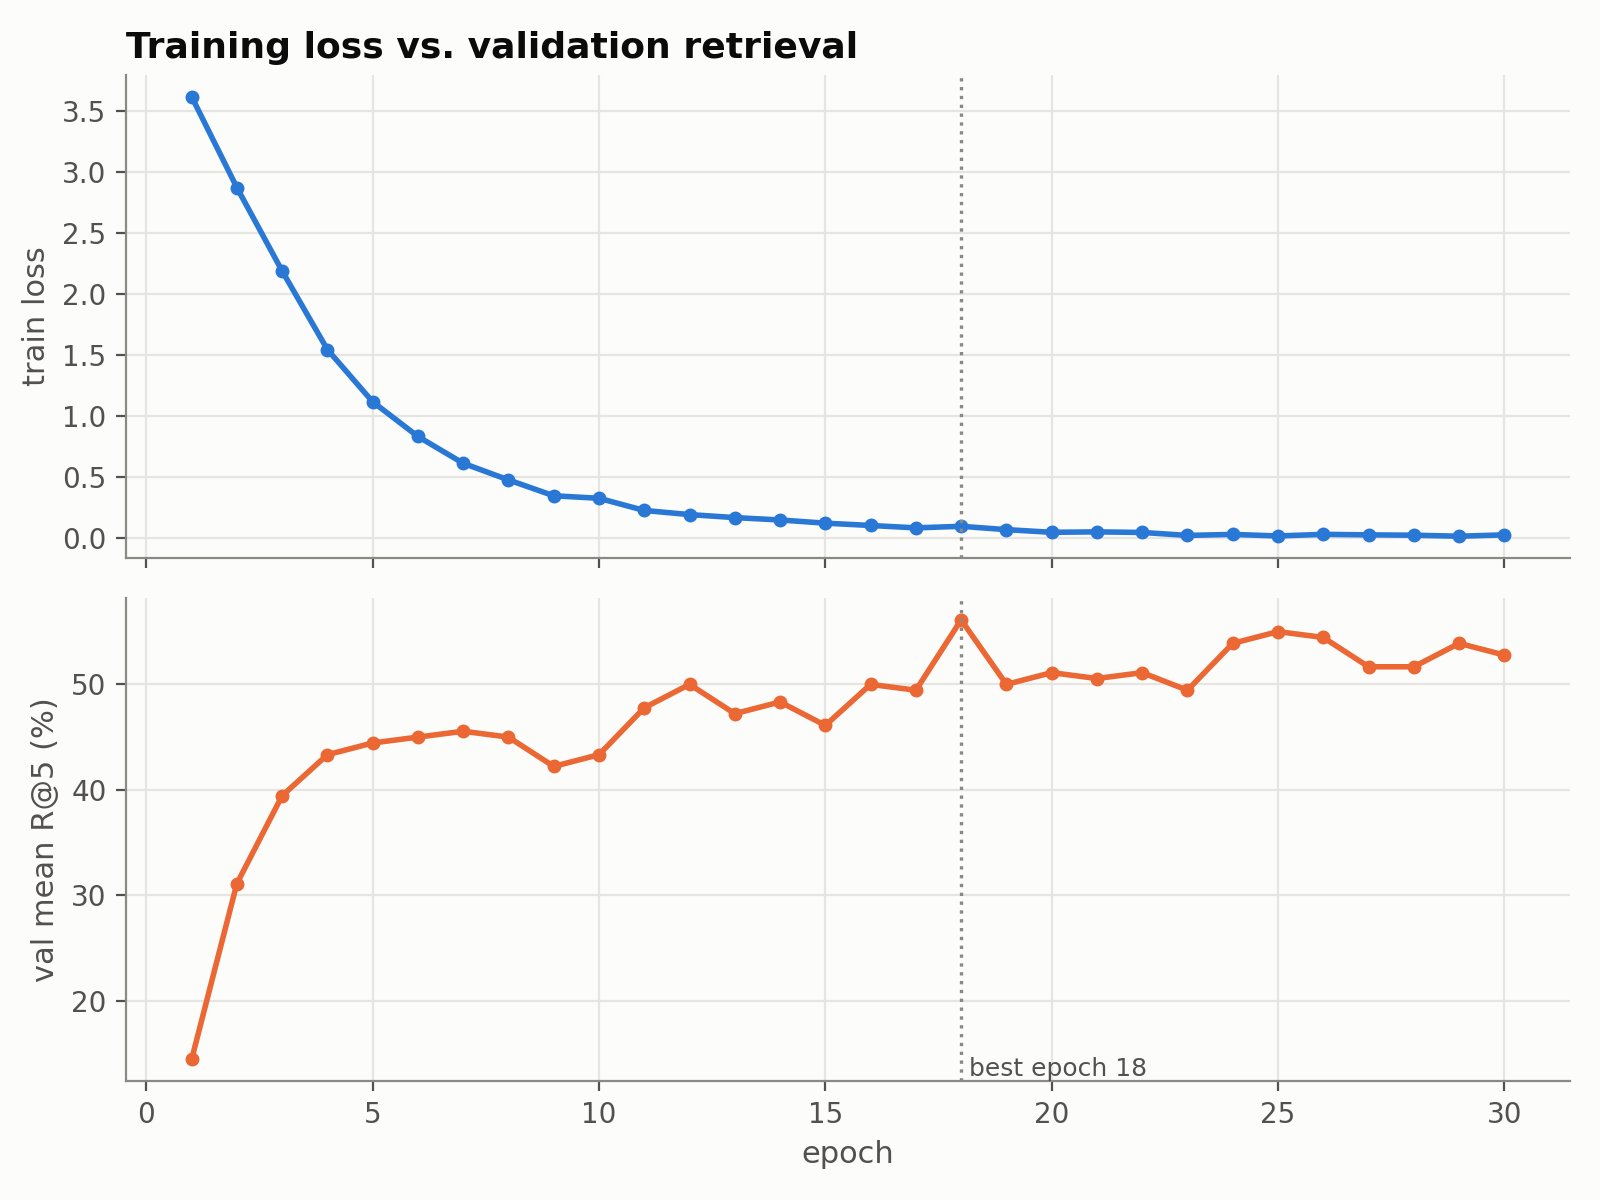 Training loss vs. validation retrieval
train loss
3.5
3.0
2.5
2.0
1.5
1.0
0.5
0.0
val mean R@5 (%)
50
40
30
20
best epoch 18
0 5 10 15 20 25 30
epoch